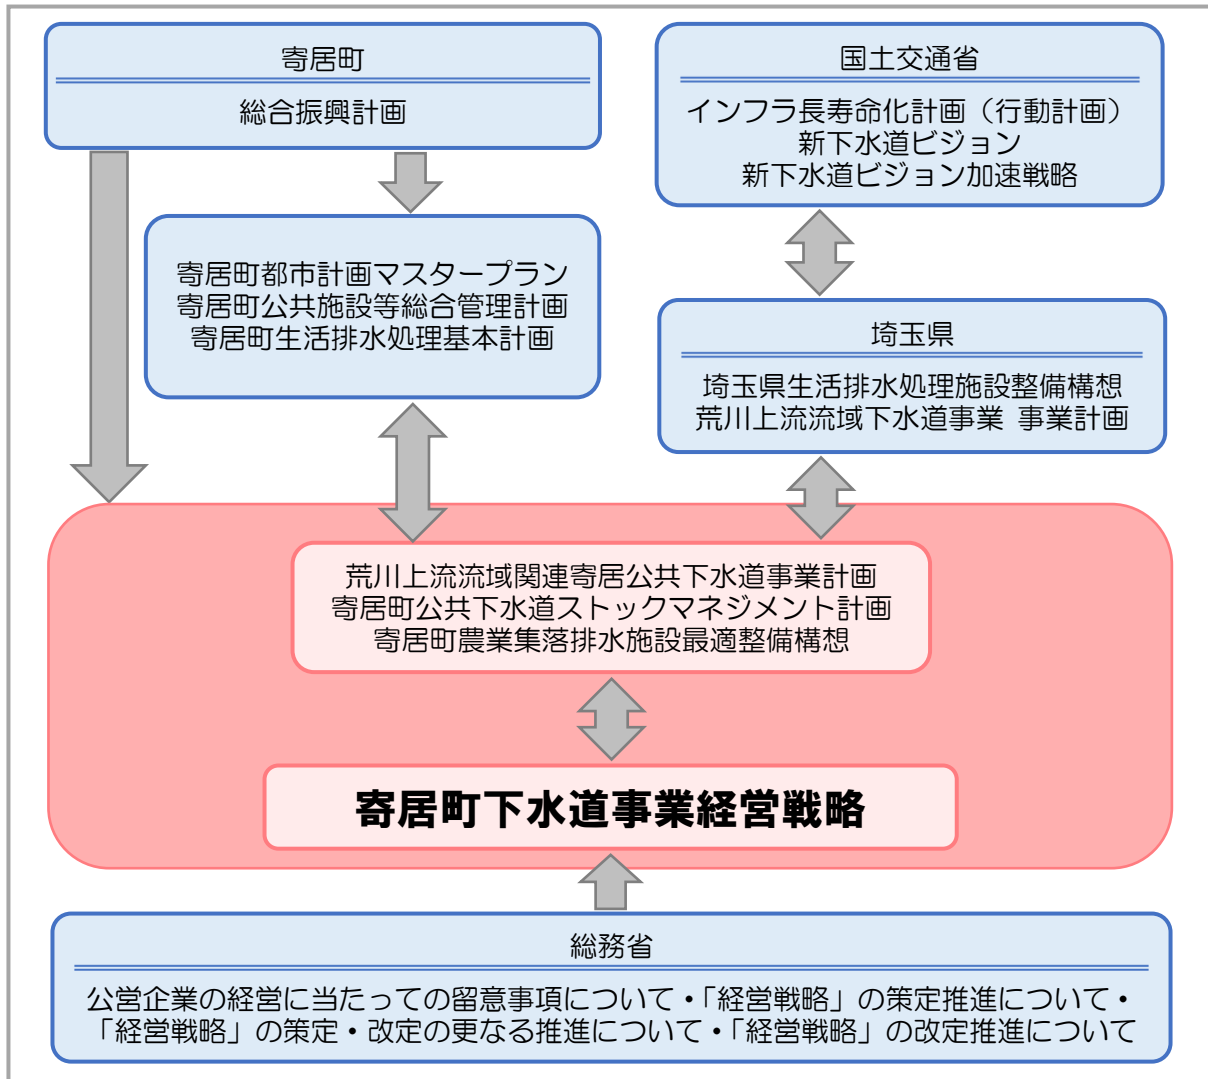 寄居町
総合振興計画
国土交通省
インフラ長寿命化計画（行動計画）
新下水道ビジョン
新下水道ビジョン加速戦略
寄居町都市計画マスタープラン
寄居町公共施設等総合管理計画
寄居町生活排水処理基本計画
埼玉県
埼玉県生活排水処理施設整備構想
荒川上流流域下水道事業 事業計画
荒川上流流域関連寄居公共下水道事業計画
寄居町公共下水道ストックマネジメント計画
寄居町農業集落排水施設最適整備構想
寄居町下水道事業経営戦略
総務省
公営企業の経営に当たっての留意事項について・「経営戦略」の策定推進について・
「経営戦略」の策定・改定の更なる推進について・「経営戦略」の改定推進について